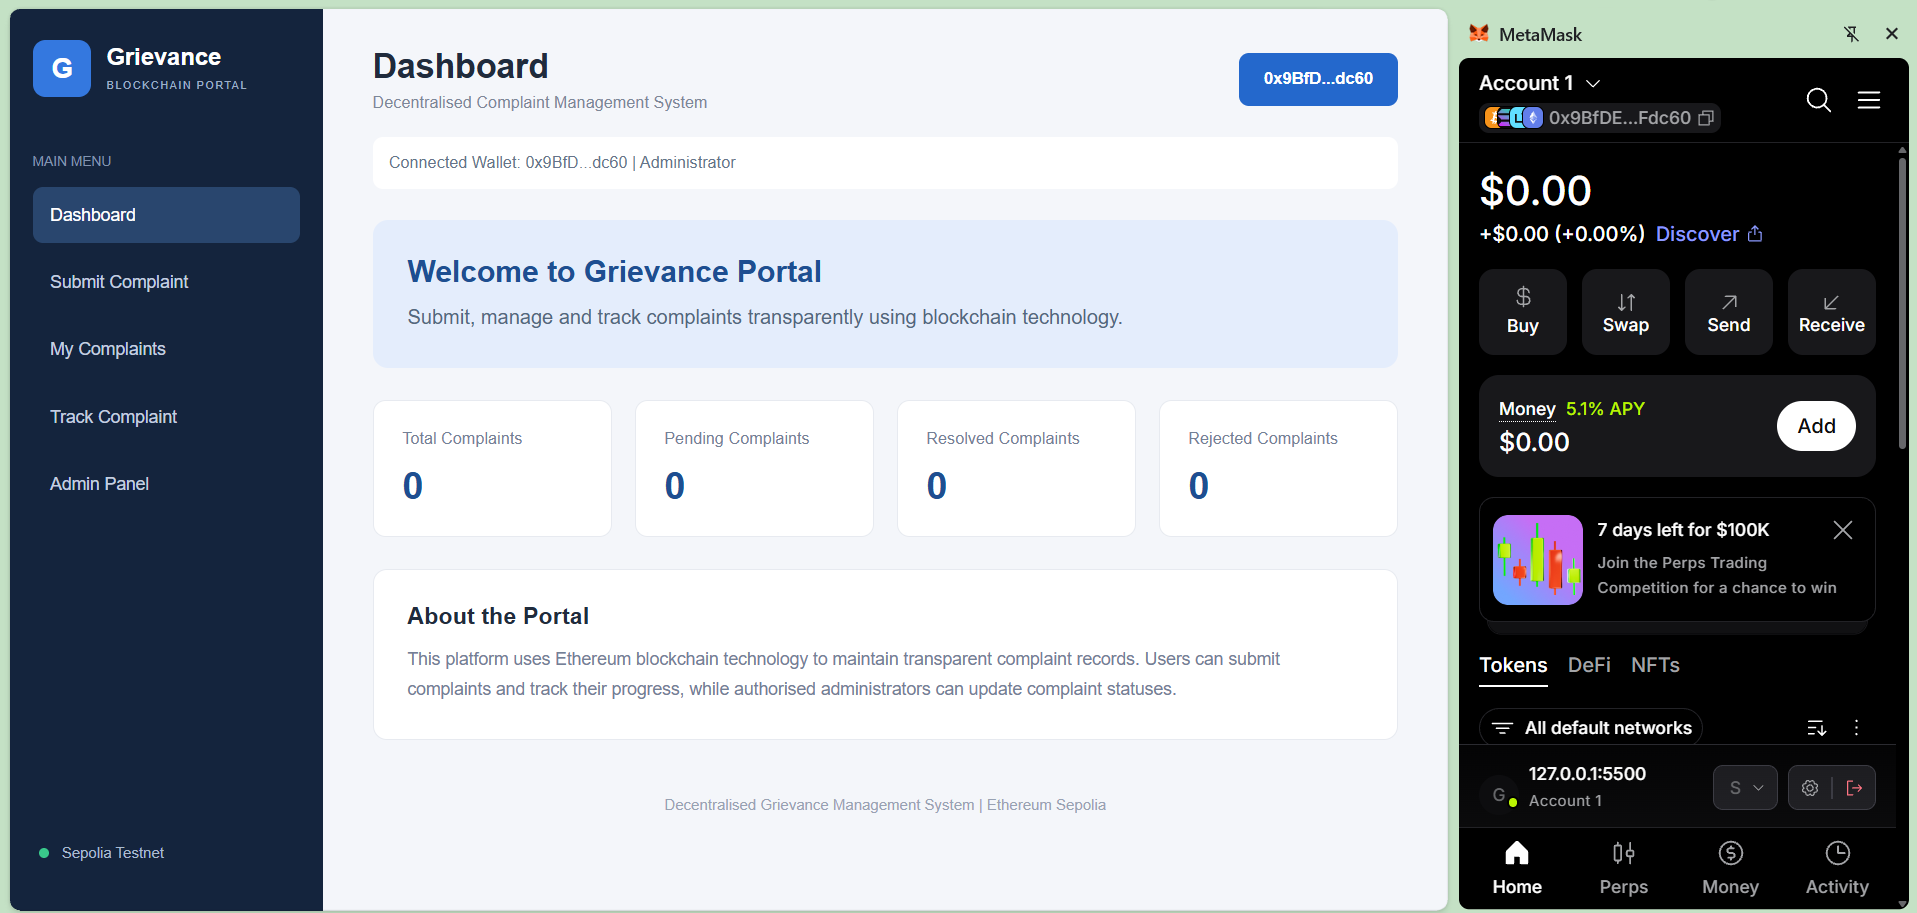 G
Grievance
BLOCKCHAIN PORTAL
MAIN MENU
Dashboard
Submit Complaint
My Complaints
Track Complaint
Admin Panel
Sepolia Testnet
Dashboard
Decentralised Complaint Management System
0x9BfD...dc60
Connected Wallet: 0x9BfD...dc60 | Administrator
Welcome to Grievance Portal
Submit, manage and track complaints transparently using blockchain technology.
Total Complaints
0
Pending Complaints
0
Resolved Complaints
0
Rejected Complaints
0
About the Portal
This platform uses Ethereum blockchain technology to maintain transparent complaint records. Users can submit
complaints and track their progress, while authorised administrators can update complaint statuses.
Decentralised Grievance Management System | Ethereum Sepolia
MetaMask
Account 1
0x9BfDE...Fdc60
$0.00
+$0.00 (+0.00%) Discover
Buy
Swap
Send
Receive
Money 5.1% APY
$0.00
Add
7 days left for $100K
Join the Perps Trading
Competition for a chance to win
Tokens DeFi NFTs
All default networks
G
127.0.0.1:5500
Account 1
S
Home
Perps
Money
Activity